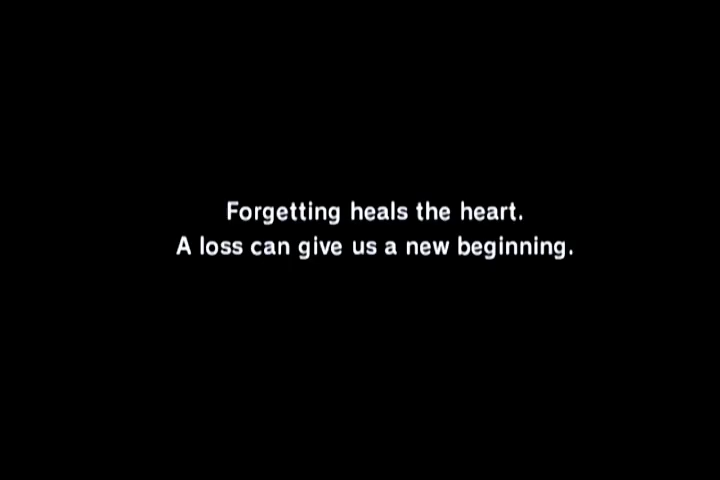 Forgetting heals the heart.
A loss can give us a new beginning.